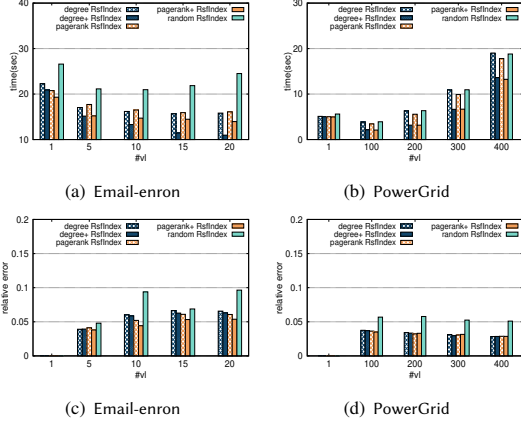 degree RsfIndex
degree+ RsfIndex
pagerank RsfIndex
pagerank+ RsfIndex
random RsfIndex
time(sec)
40
30
20
10
1 5 10 15 20
#vl
(a) Email-enron
degree RsfIndex
degree+ RsfIndex
pagerank RsfIndex
pagerank+ RsfIndex
random RsfIndex
time(sec)
30
20
10
0
1 100 200 300 400
#vl
(b) PowerGrid
degree RsfIndex
degree+ RsfIndex
pagerank RsfIndex
pagerank+ RsfIndex
random RsfIndex
relative error
0.2
0.15
0.1
0.05
0
1 5 10 15 20
#vl
(c) Email-enron
degree RsfIndex
degree+ RsfIndex
pagerank RsfIndex
pagerank+ RsfIndex
random RsfIndex
relative error
0.2
0.15
0.1
0.05
0
1 100 200 300 400
#vl
(d) PowerGrid